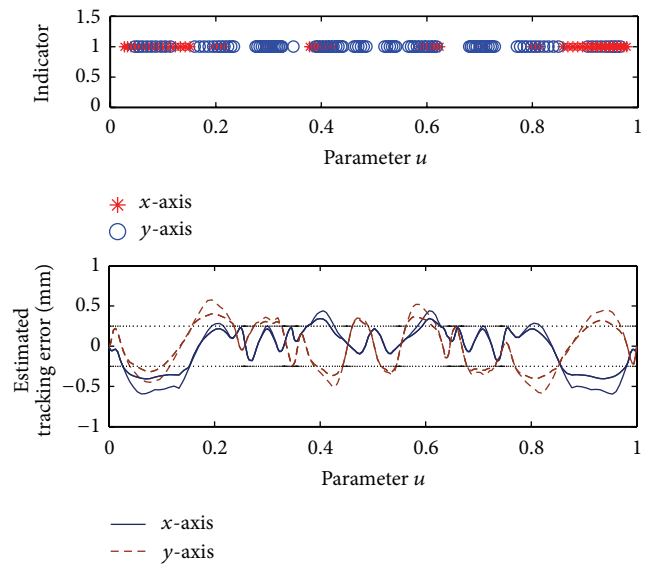 1.5
1
0.5
0
Indicator
0 0.2 0.4 0.6 0.8 1
Parameter u
x-axis
y-axis
1
0.5
0
−0.5
−1
Estimated
tracking error (mm)
0 0.2 0.4 0.6 0.8 1
Parameter u
x-axis
y-axis